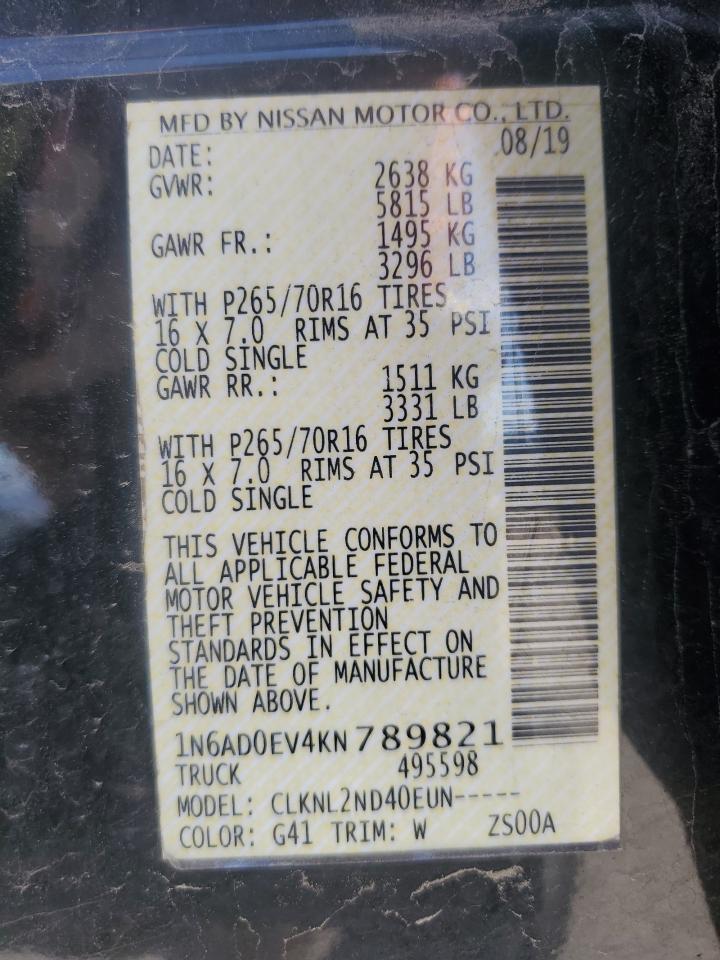 MFD BY NISSAN MOTOR CO., LTD.
DATE: 08/19
GVWR: 2638 KG
5815 LB
GAWR FR.: 1495 KG
3296 LB
WITH P265/70R16 TIRES
16 X 7.0 RIMS AT 35 PSI
COLD SINGLE
GAWR RR.: 1511 KG
3331 LB
WITH P265/70R16 TIRES
16 X 7.0 RIMS AT 35 PSI
COLD SINGLE
THIS VEHICLE CONFORMS TO
ALL APPLICABLE FEDERAL
MOTOR VEHICLE SAFETY AND
THEFT PREVENTION
STANDARDS IN EFFECT ON
THE DATE OF MANUFACTURE
SHOWN ABOVE.
1N6AD0EV4KN789821
TRUCK 495598
MODEL: CLKNL2ND40EUN-----
COLOR: G41 TRIM: W ZS00A